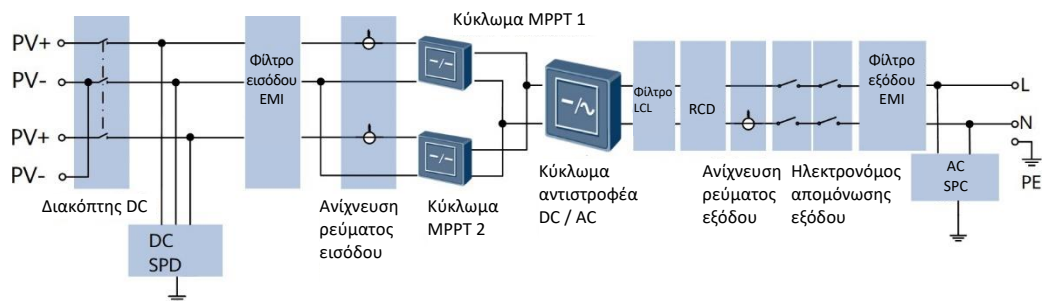 Κύκλωμα MPPT 1
PV+
PV-
PV+
PV-
Διακόπτης DC
DC
SPD
Φίλτρο
εισόδου
EMI
Ανίχνευση
ρεύματος
εισόδου
Κύκλωμα
MPPT 2
Κύκλωμα
αντιστροφέα
DC / AC
Φίλτρο
LCL
RCD
Ανίχνευση
ρεύματος
εξόδου
Ηλεκτρονόμος
απομόνωσης
εξόδου
Φίλτρο
εξόδου
EMI
AC
SPC
L
N
PE